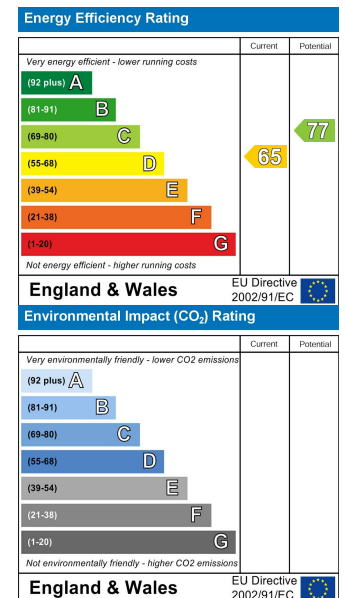 Energy Efficiency Rating
Current Potential
Very energy efficient - lower running costs
(92 plus) A
(81-91) B
(69-80) C
(55-68) D
(39-54) E
(21-38) F
(1-20) G
65
77
Not energy efficient - higher running costs
England & Wales
EU Directive
2002/91/EC
Environmental Impact (CO₂) Rating
Current Potential
Very environmentally friendly - lower CO2 emissions
(92 plus) A
(81-91) B
(69-80) C
(55-68) D
(39-54) E
(21-38) F
(1-20) G
Not environmentally friendly - higher CO2 emissions
England & Wales
EU Directive
2002/91/EC